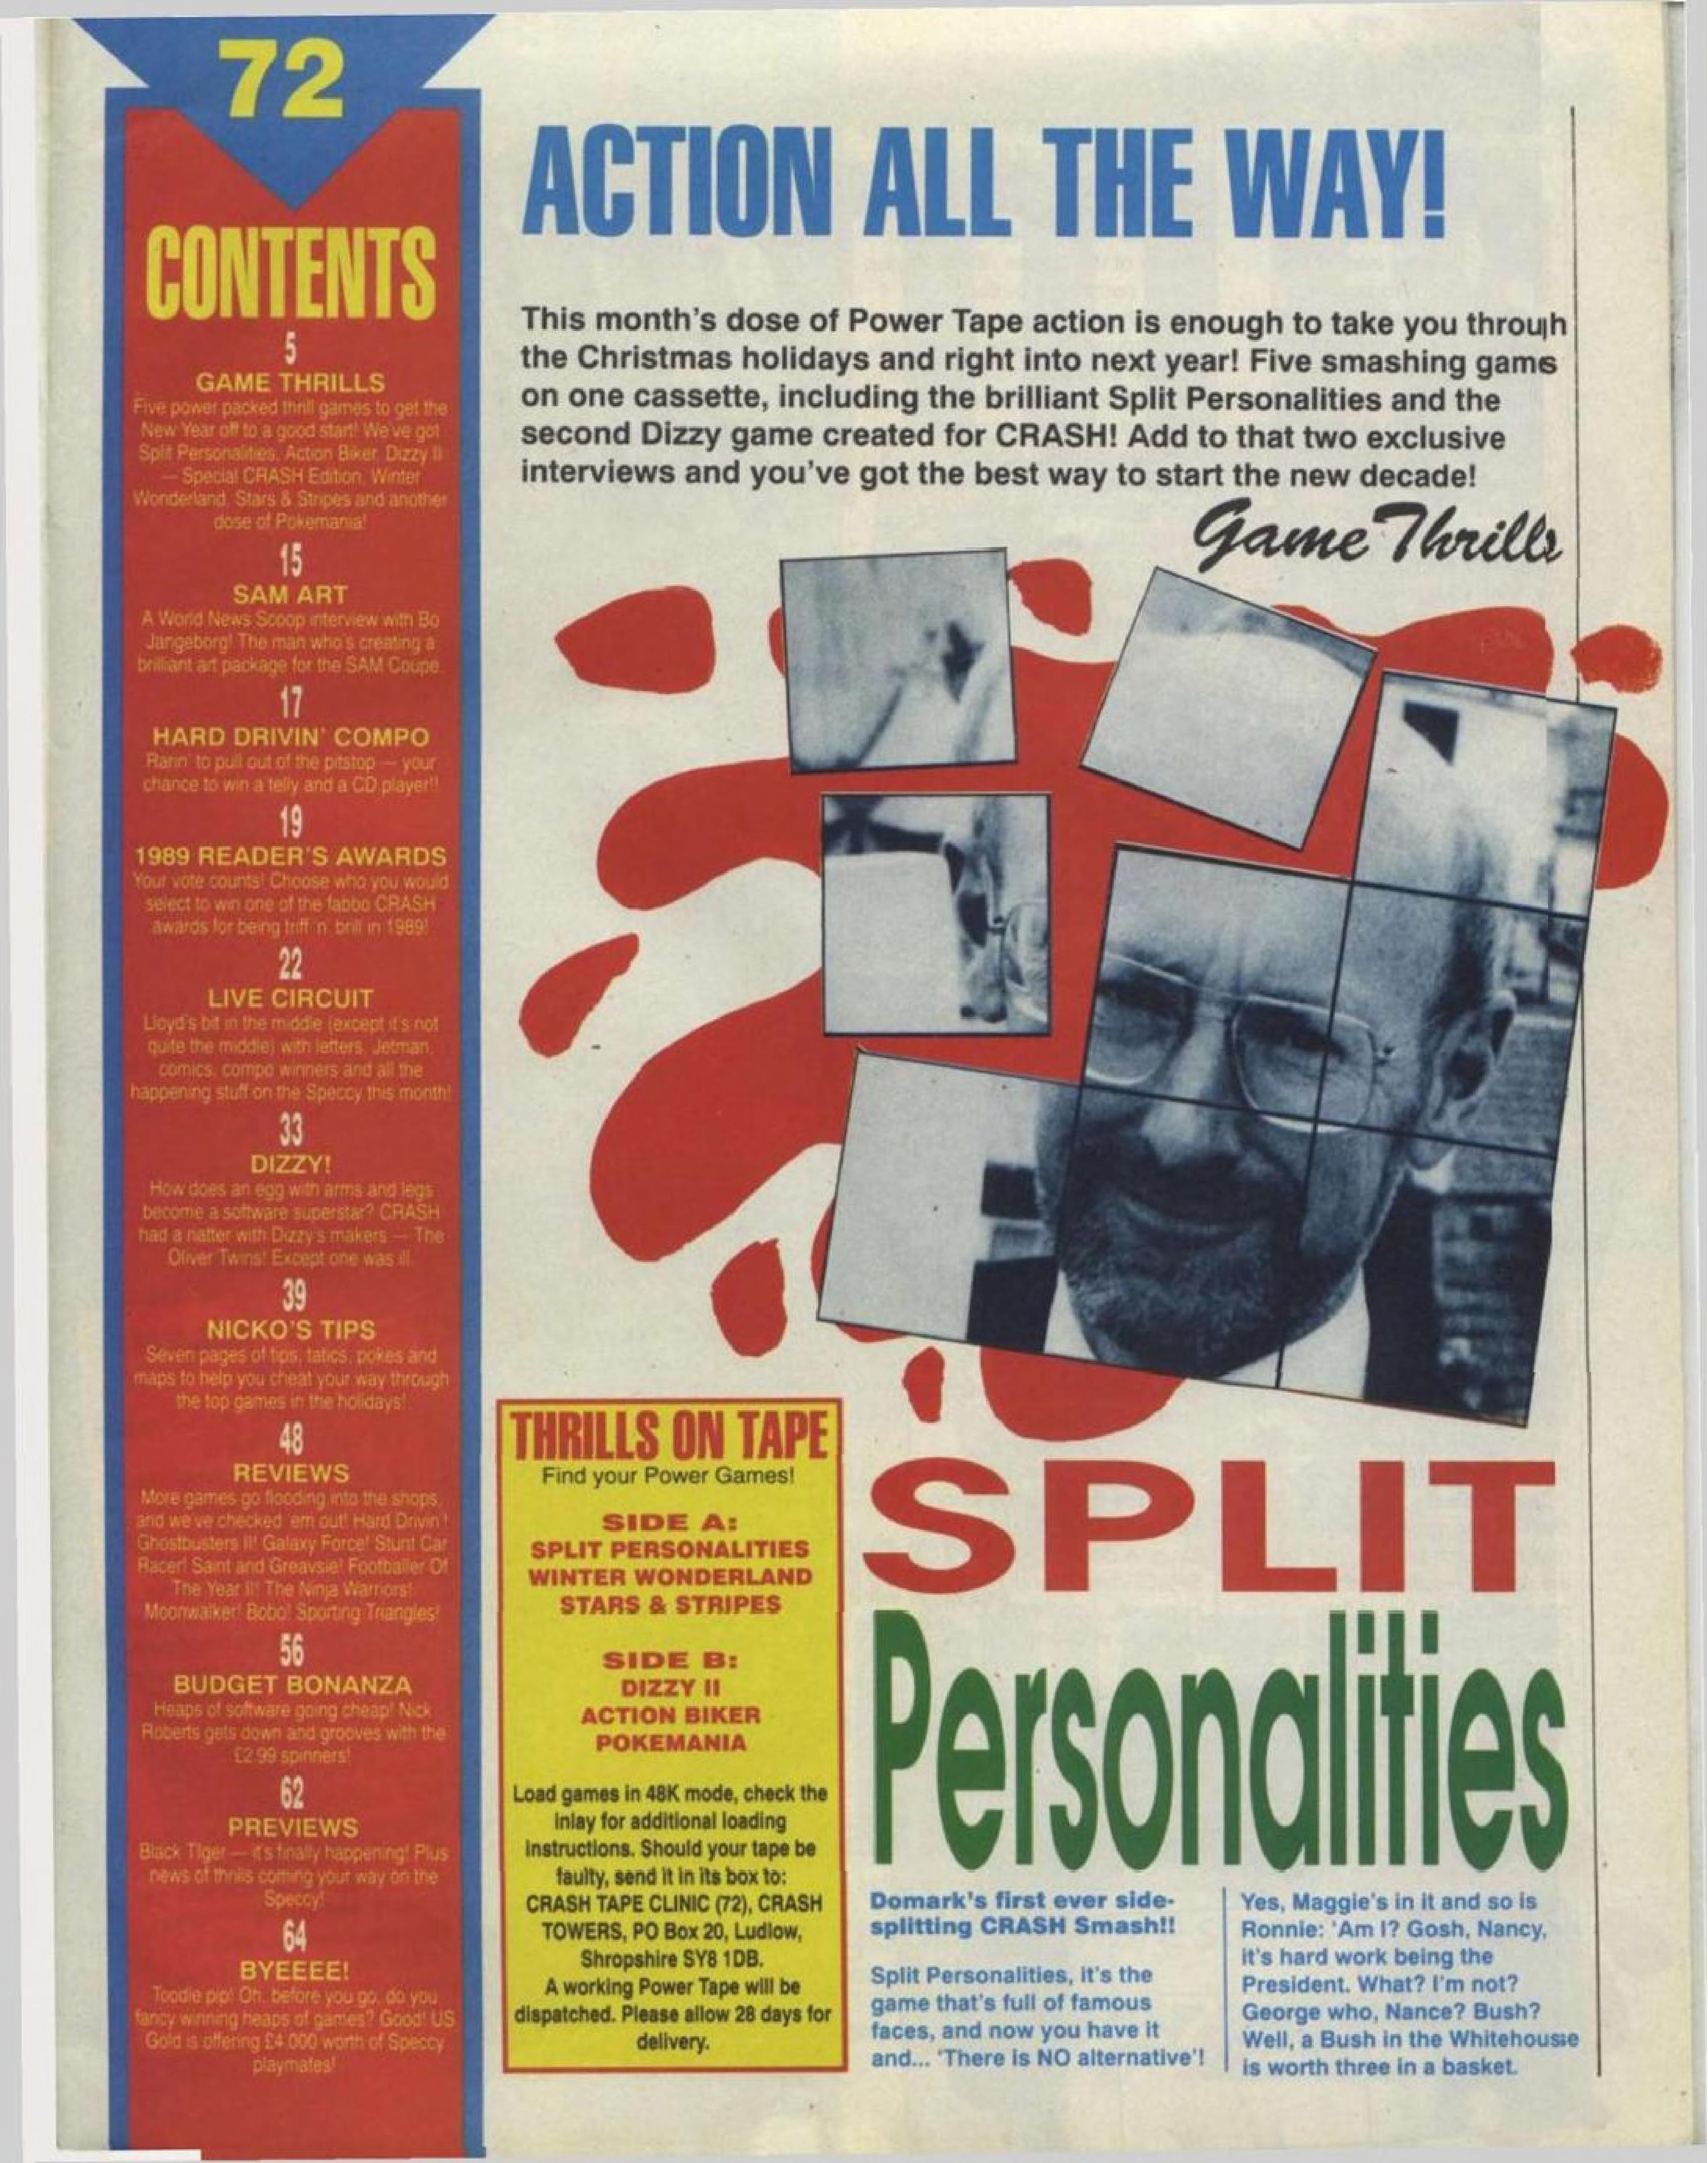 72
CONTENTS
5
GAME THRILLS
Five power packed thrill games to get the
New Year off to a good start! We've got
Split Personalities, Action Biker, Dizzy II
— Special CRASH Edition, Winter
Wonderland, Stars & Stripes and another
dose of Pokemania!
15
SAM ART
A World News Scoop interview with Bo
Jangeborg! The man who's creating a
brilliant art package for the SAM Coupe.
17
HARD DRIVIN' COMPO
Rarin' to pull out of the pitstop — your
chance to win a telly and a CD player!!
19
1989 READER'S AWARDS
Your vote counts! Choose who you would
select to win one of the fabbo CRASH
awards for being triff 'n' brill in 1989!
22
LIVE CIRCUIT
Lloyd's bit in the middle (except it's not
quite the middle) with letters, Jetman,
comics, compo winners and all the
happening stuff on the Speccy this month!
33
DIZZY!
How does an egg with arms and legs
become a software superstar? CRASH
had a natter with Dizzy's makers — The
Oliver Twins! Except one was ill.
39
NICKO'S TIPS
Seven pages of tips, tatics, pokes and
maps to help you cheat your way through
the top games in the holidays!
48
REVIEWS
More games go flooding into the shops,
and we've checked 'em out! Hard Drivin'!
Ghostbusters II! Galaxy Force! Stunt Car
Racer! Saint and Greavsie! Footballer Of
The Year II! The Ninja Warriors!
Moonwalker! Bobo! Sporting Triangles!
56
BUDGET BONANZA
Heaps of software going cheap! Nick
Roberts gets down and grooves with the
£2.99 spinners!
62
PREVIEWS
Black TIger — it's finally happening! Plus
news of thrills coming your way on the
Speccy!
64
BYEEEE!
Toodle pip! Oh, before you go, do you
fancy winning heaps of games? Good! US
Gold is offering £4,000 worth of Speccy
playmates!
ACTION ALL THE WAY!
This month's dose of Power Tape action is enough to take you through
the Christmas holidays and right into next year! Five smashing games
on one cassette, including the brilliant Split Personalities and the
second Dizzy game created for CRASH! Add to that two exclusive
interviews and you've got the best way to start the new decade!
Game Thrills
THRILLS ON TAPE
Find your Power Games!
SIDE A:
SPLIT PERSONALITIES
WINTER WONDERLAND
STARS & STRIPES
SIDE B:
DIZZY II
ACTION BIKER
POKEMANIA
Load games in 48K mode, check the
inlay for additional loading
instructions. Should your tape be
faulty, send it in its box to:
CRASH TAPE CLINIC (72), CRASH
TOWERS, PO Box 20, Ludlow,
Shropshire SY8 1DB.
A working Power Tape will be
dispatched. Please allow 28 days for
delivery.
SPLIT
Personalities
Domark's first ever side-
splitting CRASH Smash!!
Split Personalities, it's the
game that's full of famous
faces, and now you have it
and... 'There is NO alternative'!
Yes, Maggie's in it and so is
Ronnie: 'Am I? Gosh, Nancy,
it's hard work being the
President. What? I'm not?
George who, Nance? Bush?
Well, a Bush in the Whitehouse
is worth three in a basket.